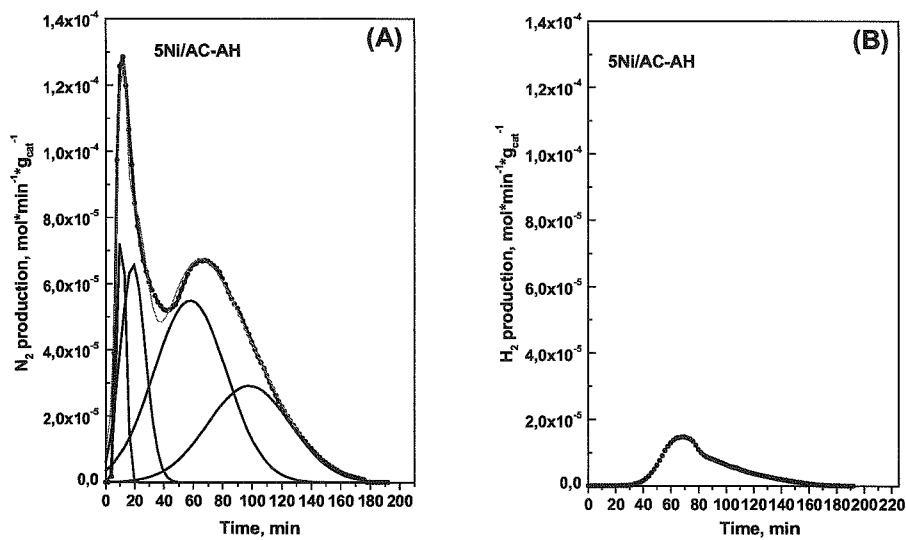 (A)
5Ni/AC-AH
N₂ production, mol*min⁻¹*g_cat⁻¹
1,4x10⁻⁴
1,2x10⁻⁴
1,0x10⁻⁴
8,0x10⁻⁵
6,0x10⁻⁵
4,0x10⁻⁵
2,0x10⁻⁵
0,0
0 20 40 60 80 100 120 140 160 180 200
Time, min
(B)
5Ni/AC-AH
H₂ production, mol*min⁻¹*g_cat⁻¹
1,4x10⁻⁴
1,2x10⁻⁴
1,0x10⁻⁴
8,0x10⁻⁵
6,0x10⁻⁵
4,0x10⁻⁵
2,0x10⁻⁵
0,0
0 20 40 60 80 100 120 140 160 180 200 220
Time, min